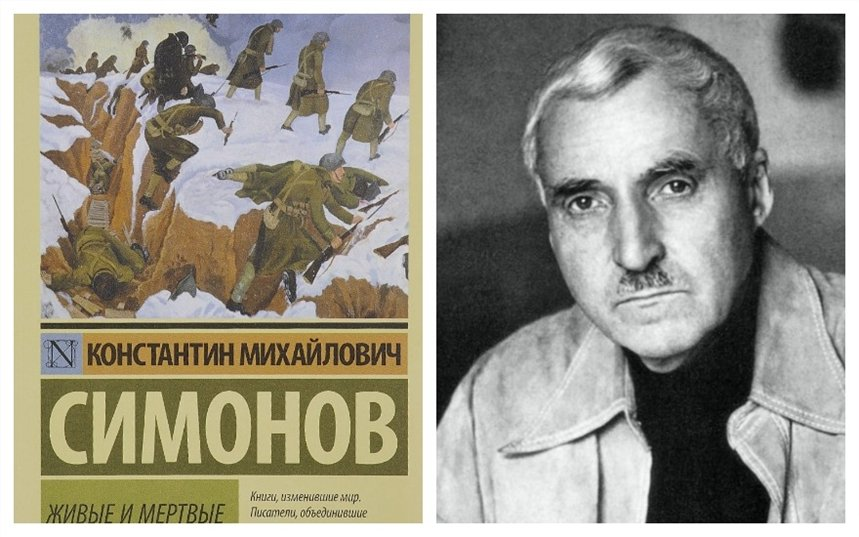 N КОНСТАНТИН МИХАЙЛОВИЧ
СИМОНОВ
ЖИВЫЕ И МЕРТВЫЕ
Книги, изменившие мир.
Писатели, объединившие